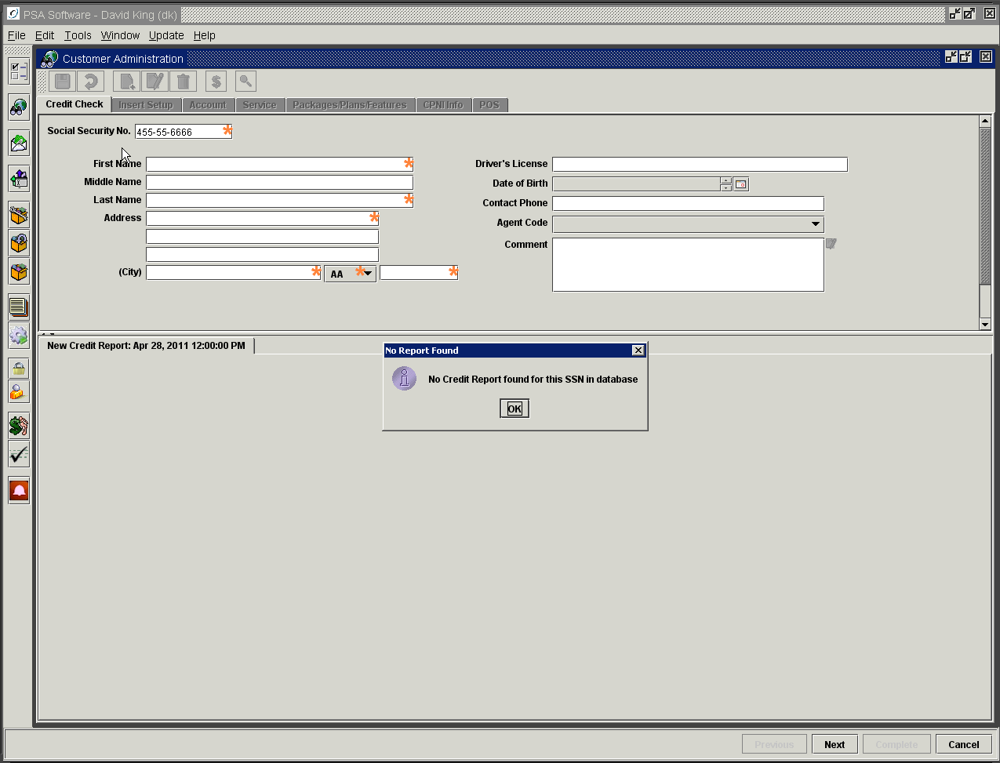 PSA Software - David King (dk)
File Edit Tools Window Update Help
Customer Administration
Credit Check Insert Setup Account Service Packages/Plans/Features CPNI Info POS
Social Security No. 455-55-6666
First Name
Middle Name
Last Name
Address
(City) AA
Driver's License
Date of Birth
Contact Phone
Agent Code
Comment
New Credit Report: Apr 28, 2011 12:00:00 PM
No Report Found
No Credit Report found for this SSN in database
OK
Previous Next Complete Cancel